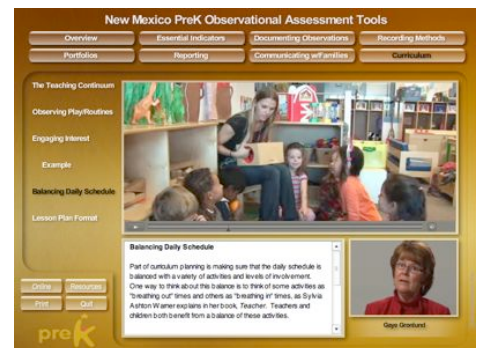 New Mexico PreK Observational Assessment Tools
Overview
Essential Indicators
Documenting Observations
Recording Methods
Portfolios
Reporting
Communicating w/Families
Curriculum
The Teaching Continuum
Observing Play/Routines
Engaging Interest
Example
Balancing Daily Schedule
Lesson Plan Format
Online
Resources
Print
Quit
preK
Balancing Daily Schedule
Part of curriculum planning is making sure that the daily schedule is
balanced with a variety of activities and levels of involvement.
One way to think about this balance is to think of some activities as
"breathing out" times and others as "breathing in", as Sylvia
Ashton Warner explains in her book, Teacher. Teachers and
children both benefit from a balance of these activities.
Gaye Gronlund